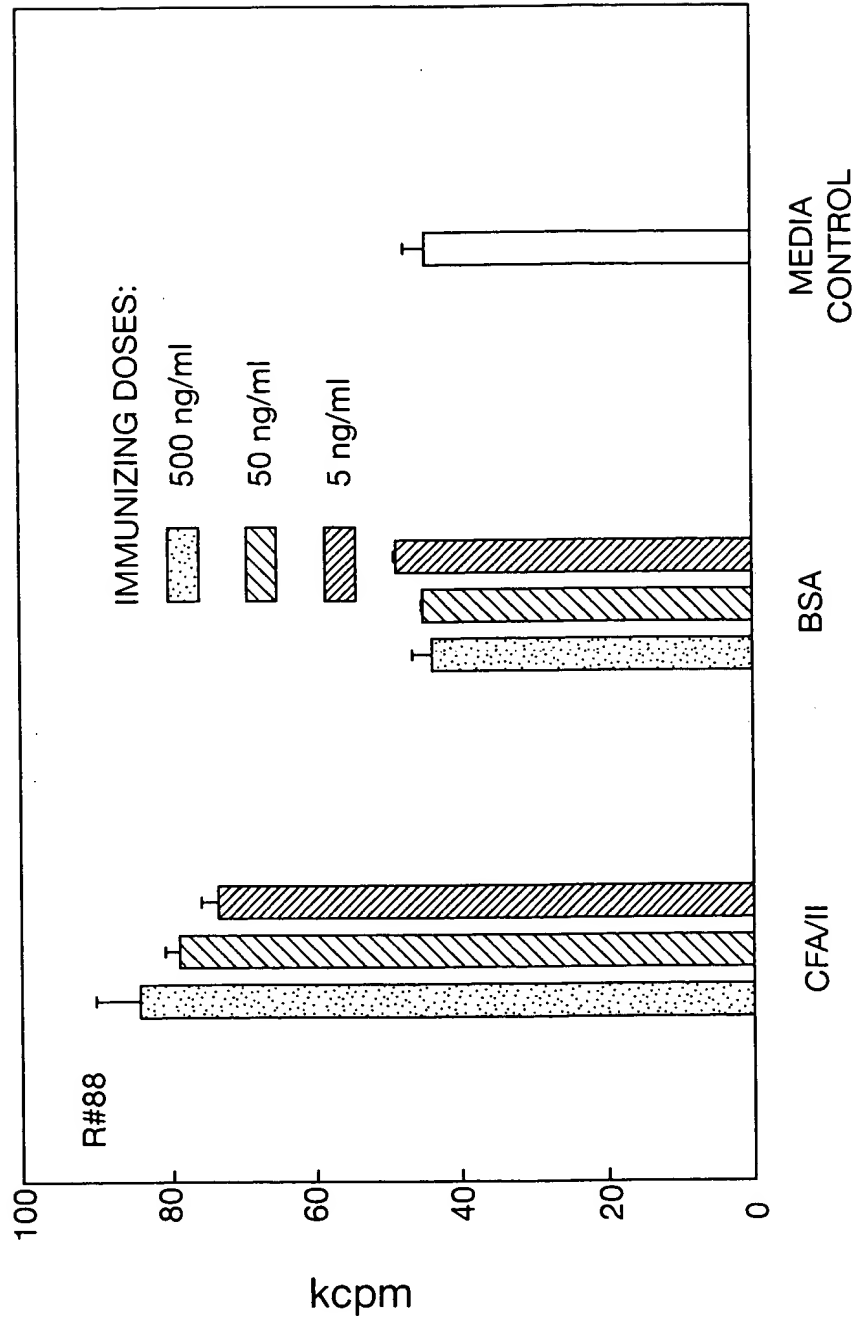 R#88
IMMUNIZING DOSES:
500 ng/ml
50 ng/ml
5 ng/ml
100
80
60
40
20
0
kcpm
CFA/II
BSA
MEDIA
CONTROL